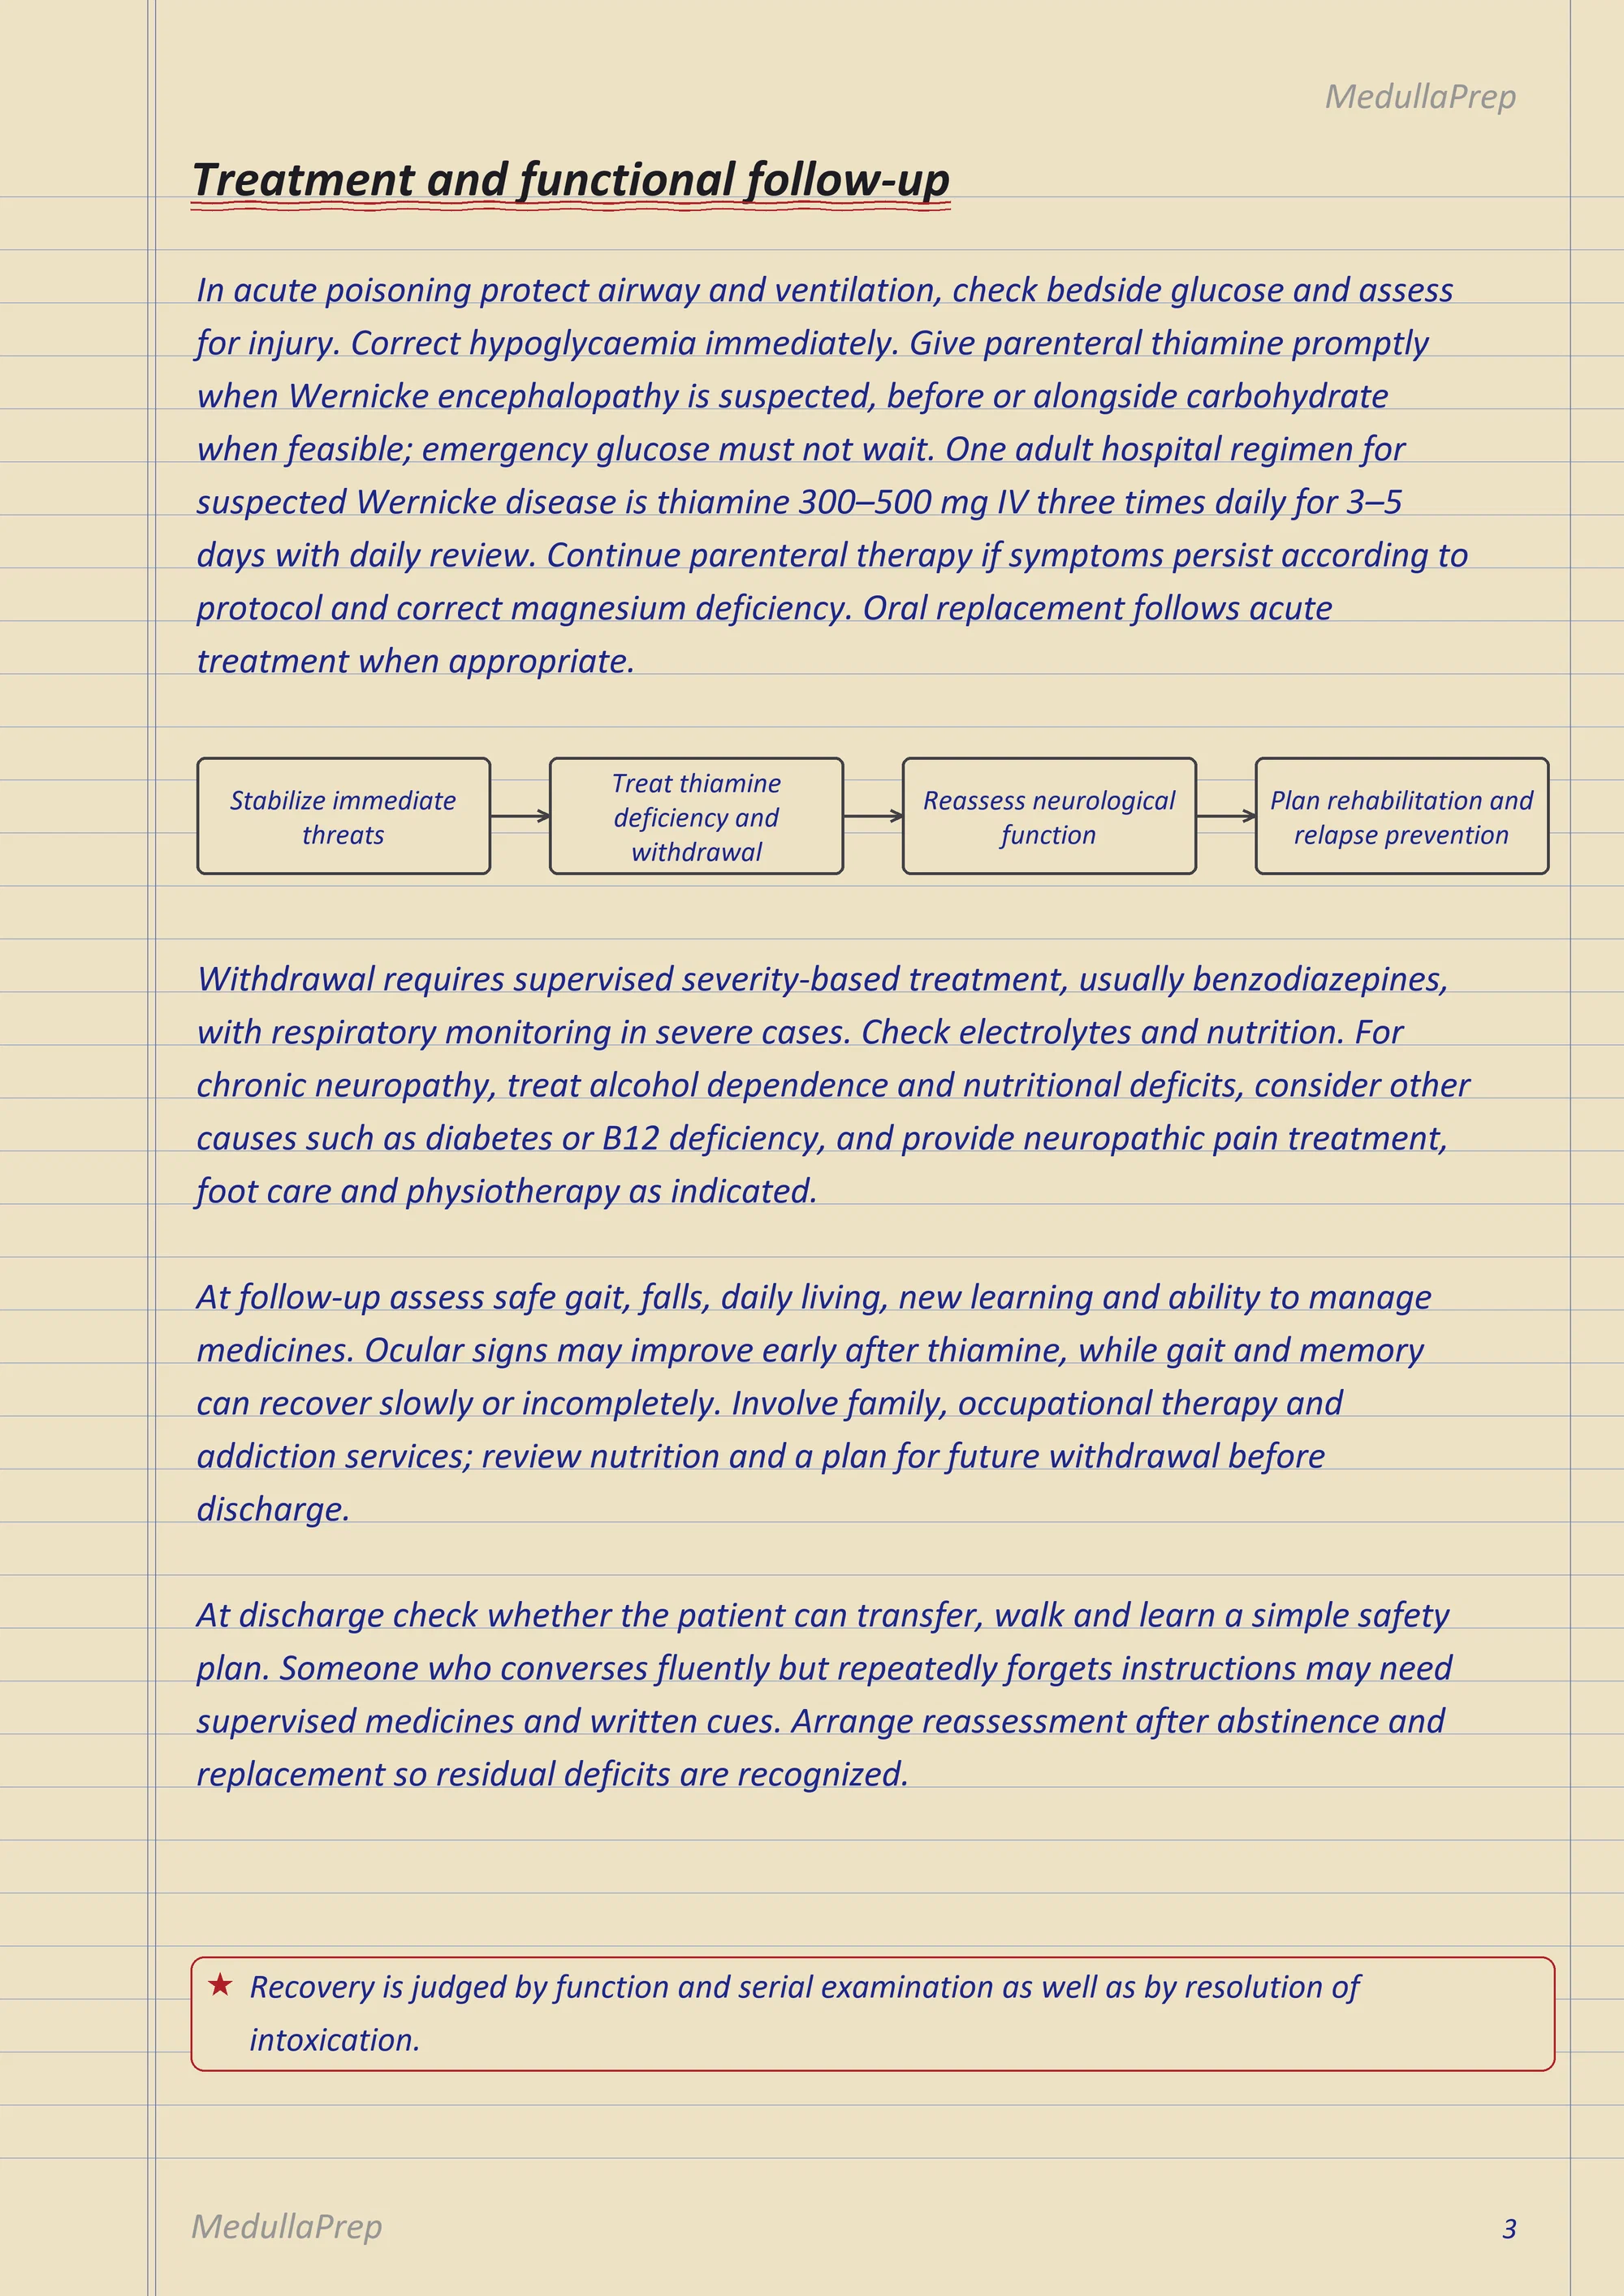 MedullaPrep
Treatment and functional follow-up
In acute poisoning protect airway and ventilation, check bedside glucose and assess
for injury. Correct hypoglycaemia immediately. Give parenteral thiamine promptly
when Wernicke encephalopathy is suspected, before or alongside carbohydrate
when feasible; emergency glucose must not wait. One adult hospital regimen for
suspected Wernicke disease is thiamine 300–500 mg IV three times daily for 3–5
days with daily review. Continue parenteral therapy if symptoms persist according to
protocol and correct magnesium deficiency. Oral replacement follows acute
treatment when appropriate.
Stabilize immediate
threats
Treat thiamine
deficiency and
withdrawal
Reassess neurological
function
Plan rehabilitation and
relapse prevention
Withdrawal requires supervised severity-based treatment, usually benzodiazepines,
with respiratory monitoring in severe cases. Check electrolytes and nutrition. For
chronic neuropathy, treat alcohol dependence and nutritional deficits, consider other
causes such as diabetes or B12 deficiency, and provide neuropathic pain treatment,
foot care and physiotherapy as indicated.
At follow-up assess safe gait, falls, daily living, new learning and ability to manage
medicines. Ocular signs may improve early after thiamine, while gait and memory
can recover slowly or incompletely. Involve family, occupational therapy and
addiction services; review nutrition and a plan for future withdrawal before
discharge.
At discharge check whether the patient can transfer, walk and learn a simple safety
plan. Someone who converses fluently but repeatedly forgets instructions may need
supervised medicines and written cues. Arrange reassessment after abstinence and
replacement so residual deficits are recognized.
★ Recovery is judged by function and serial examination as well as by resolution of
intoxication.
MedullaPrep
3